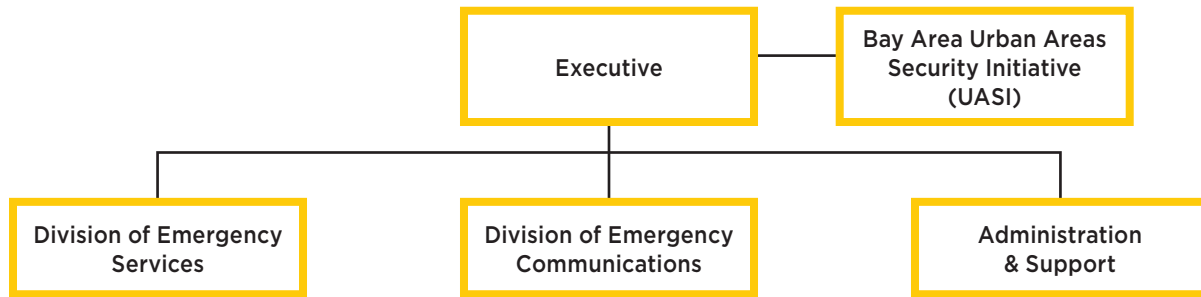 Executive
Bay Area Urban Areas
Security Initiative
(UASI)
Division of Emergency
Services
Division of Emergency
Communications
Administration
& Support